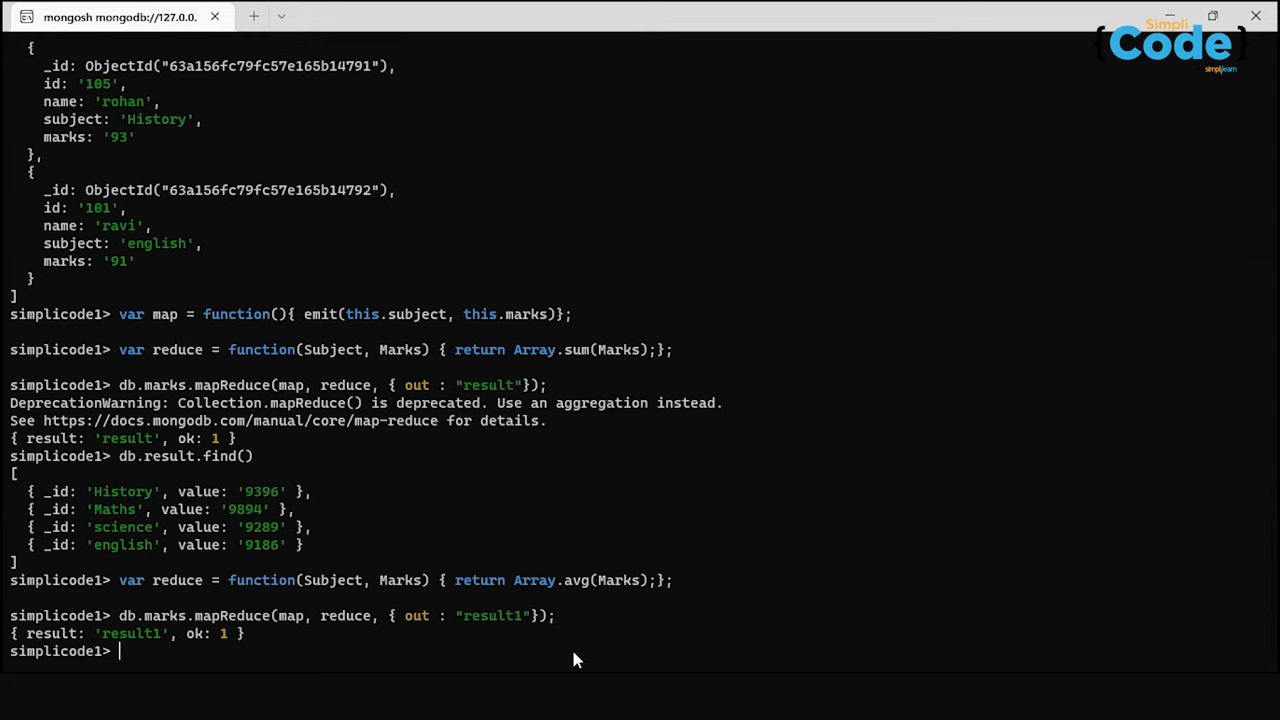 mongosh mongodb://127.0.0.
Simpli
{Code}
simplilearn
{
_id: ObjectId("63a156fc79fc57e165b14791"),
id: '105',
name: 'rohan',
subject: 'History',
marks: '93'
},
{
_id: ObjectId("63a156fc79fc57e165b14792"),
id: '101',
name: 'ravi',
subject: 'english',
marks: '91'
}
]
simplicode1> var map = function(){ emit(this.subject, this.marks)};
simplicode1> var reduce = function(Subject, Marks) { return Array.sum(Marks);};
simplicode1> db.marks.mapReduce(map, reduce, { out : "result"});
DeprecationWarning: Collection.mapReduce() is deprecated. Use an aggregation instead.
See https://docs.mongodb.com/manual/core/map-reduce for details.
{ result: 'result', ok: 1 }
simplicode1> db.result.find()
[
{ _id: 'History', value: '9396' },
{ _id: 'Maths', value: '9894' },
{ _id: 'science', value: '9289' },
{ _id: 'english', value: '9186' }
]
simplicode1> var reduce = function(Subject, Marks) { return Array.avg(Marks);};
simplicode1> db.marks.mapReduce(map, reduce, { out : "result1"});
{ result: 'result1', ok: 1 }
simplicode1>